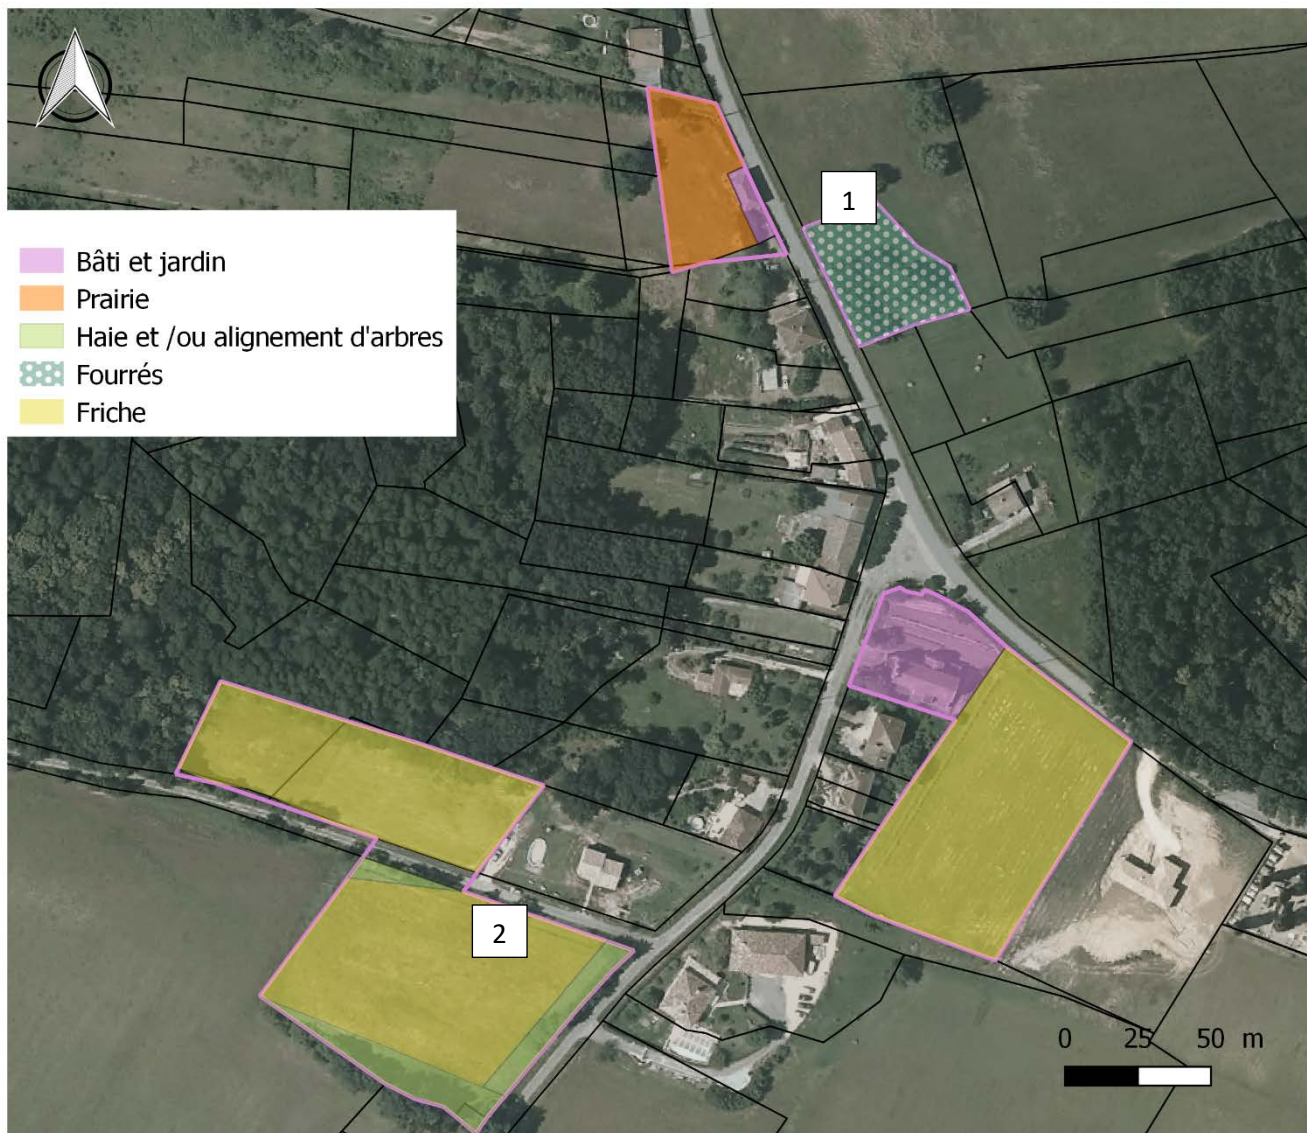 1
Bâti et jardin
Prairie
Haie et /ou alignement d'arbres
Fourrés
Friche
2
0 25 50 m